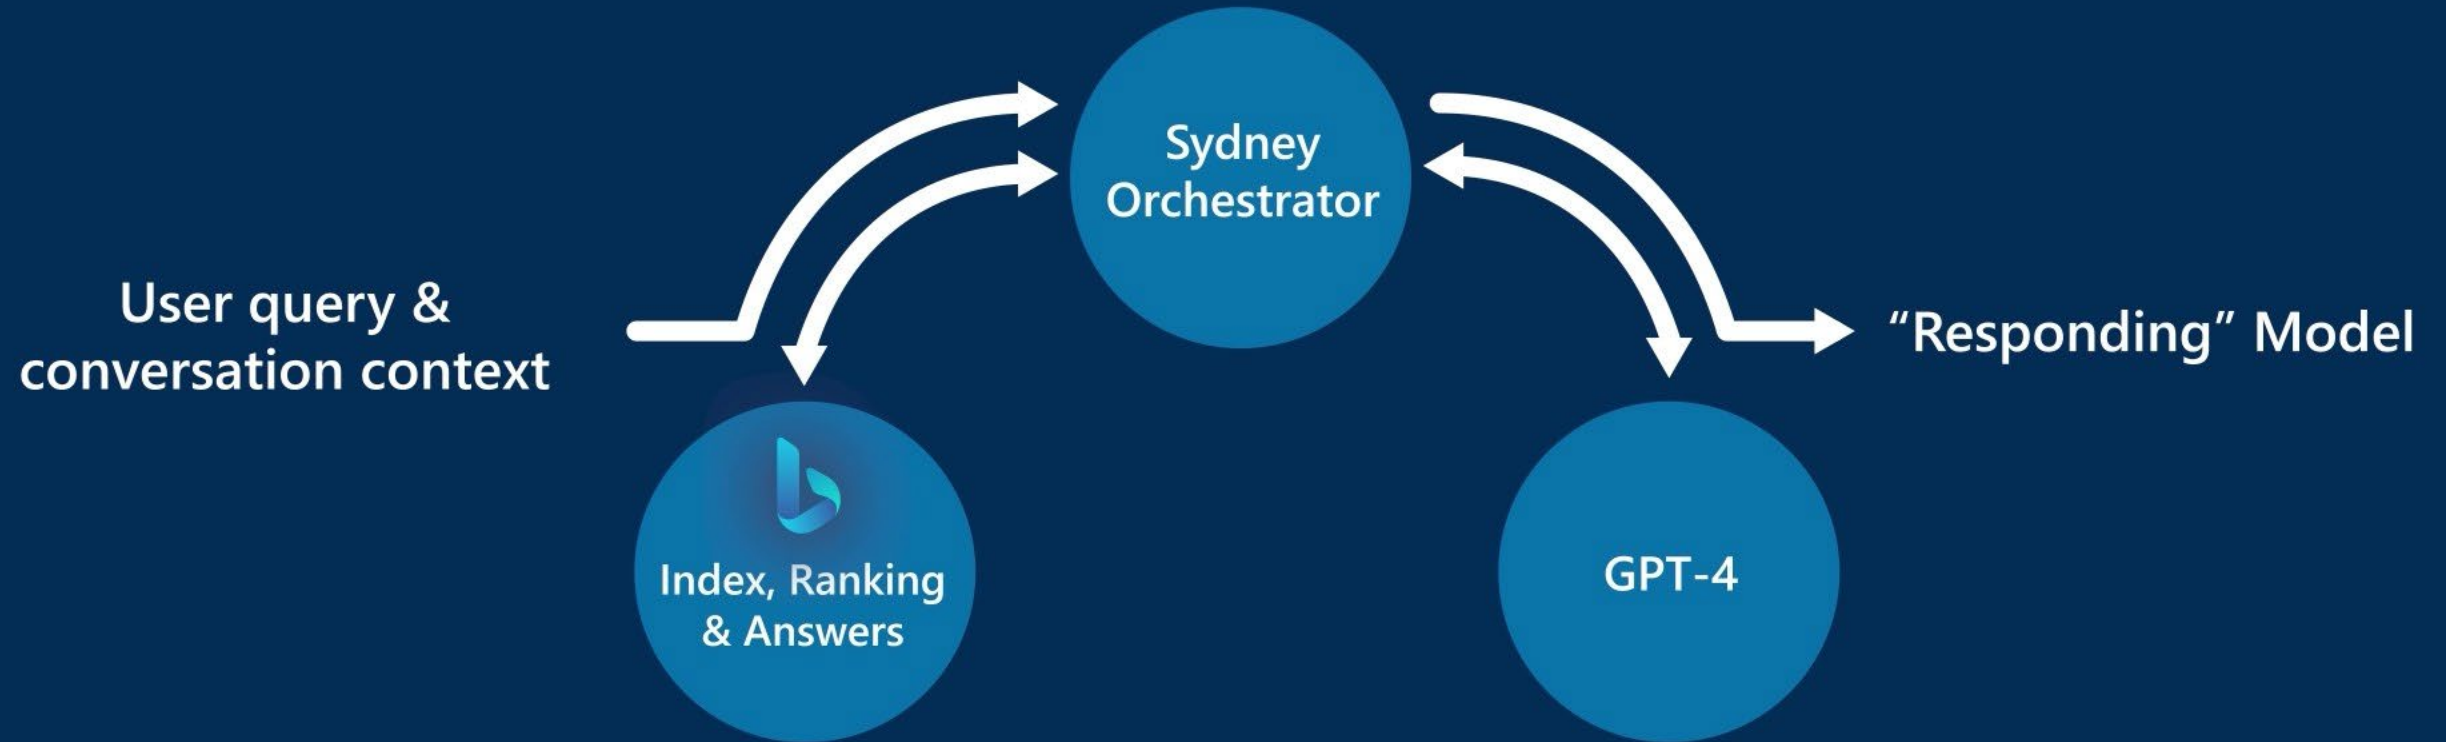 User query &
conversation context
Sydney
Orchestrator
"Responding" Model
Index, Ranking
& Answers
GPT-4